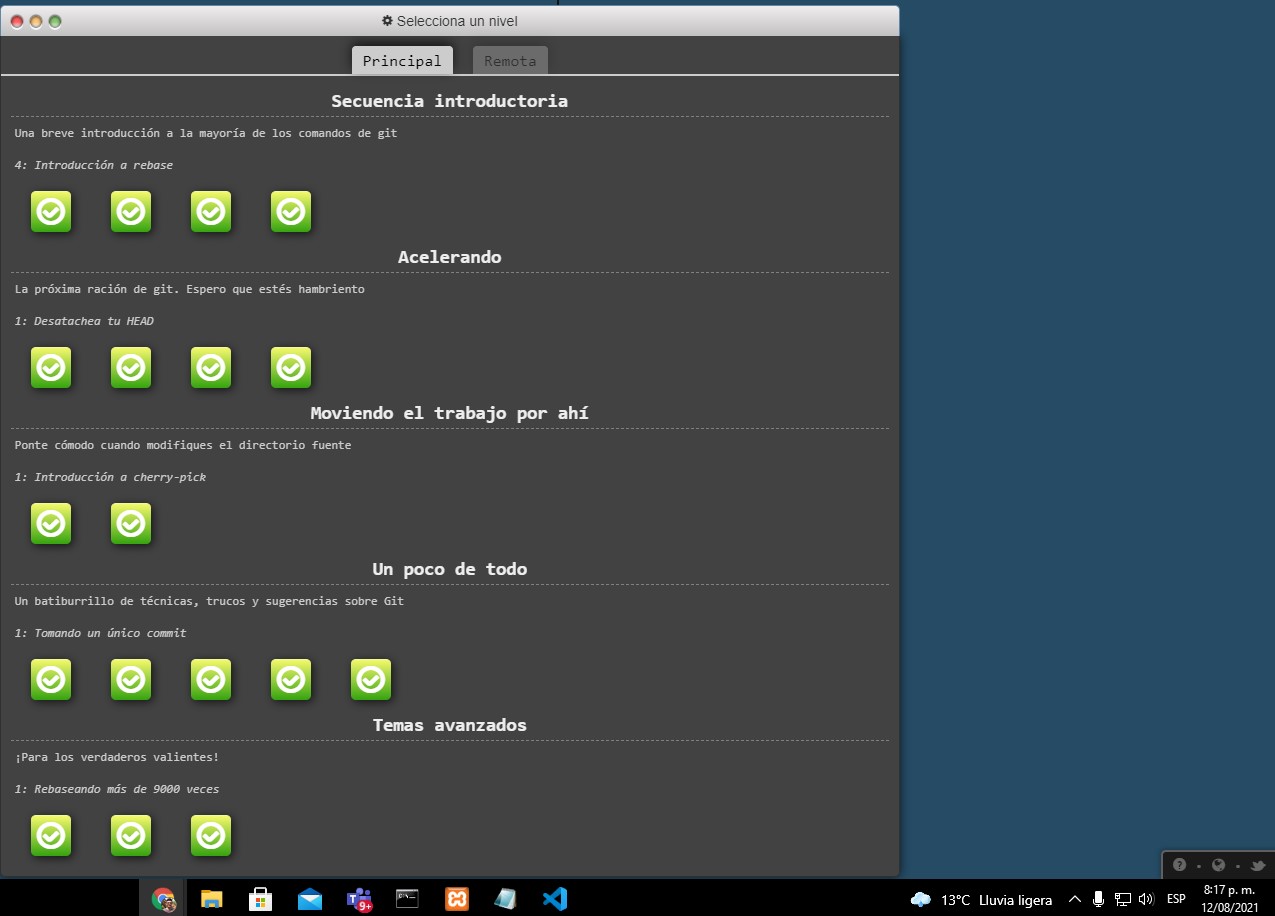 Selecciona un nivel
Principal
Remota
Secuencia introductoria
Una breve introducción a la mayoría de los comandos de git
4: Introducción a rebase
Acelerando
La próxima ración de git. Espero que estés hambriento
1: Desatachea tu HEAD
Moviendo el trabajo por ahí
Ponte cómodo cuando modifiques el directorio fuente
1: Introducción a cherry-pick
Un poco de todo
Un batiburrillo de técnicas, trucos y sugerencias sobre Git
1: Tomando un único commit
Temas avanzados
¡Para los verdaderos valientes!
1: Rebaseando más de 9000 veces
9+
13°C Lluvia ligera
ESP
8:17 p. m.
12/08/2021